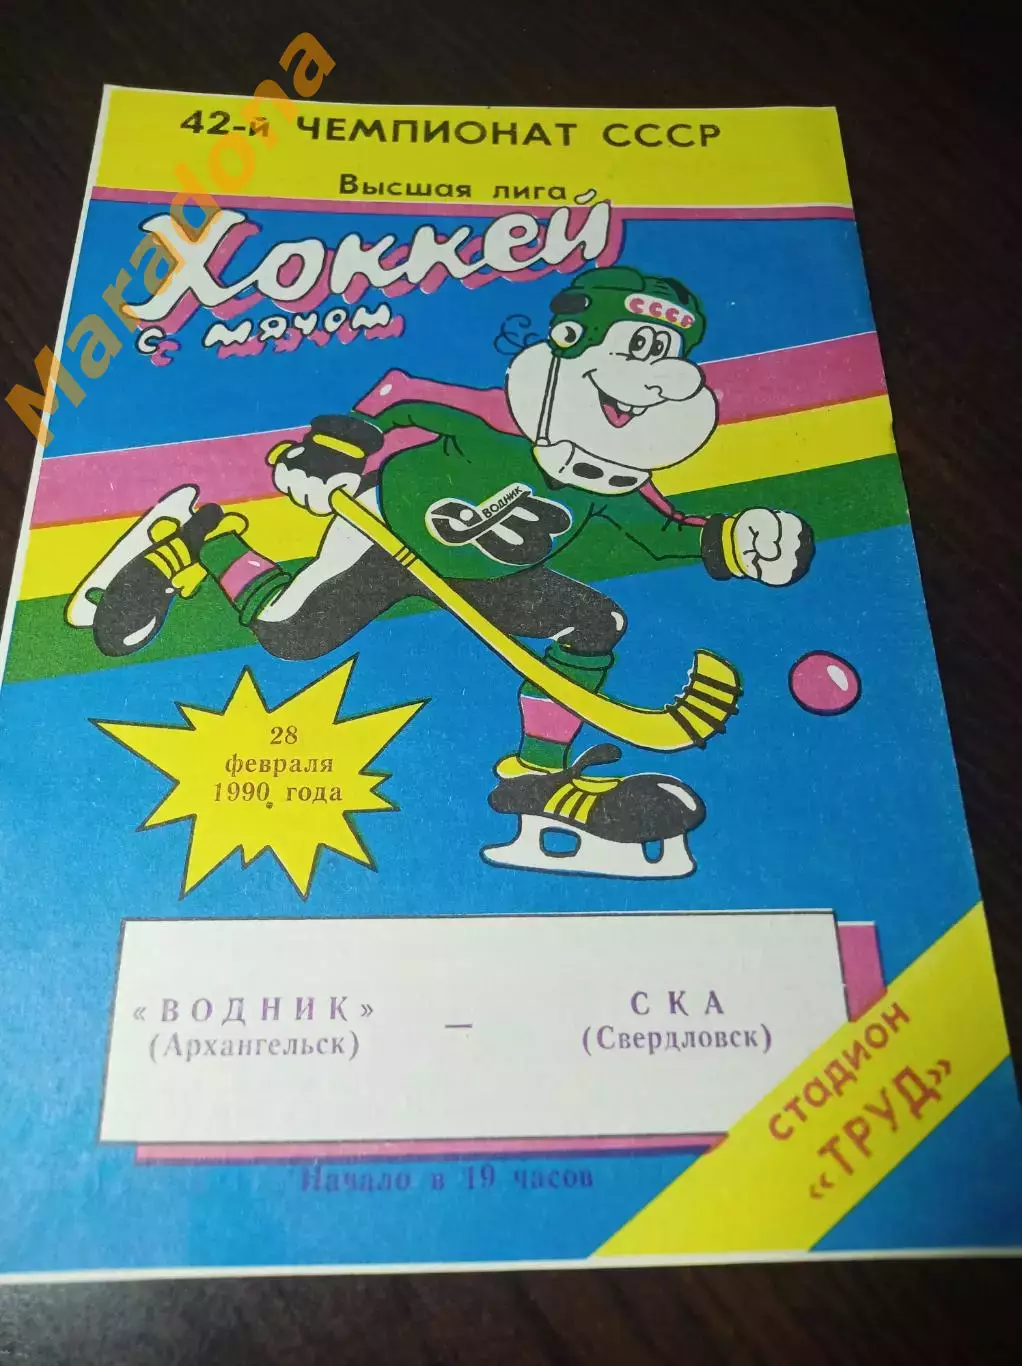 Maradona
42-й ЧЕМПИОНАТ СССР
Высшая лига
Хоккей
с мячом
СССР
ВОДНИК
28
февраля
1990 года
«ВОДНИК» — СКА
(Архангельск) (Свердловск)
СТАДИОН
«ТРУД»
Начало в 19 часов